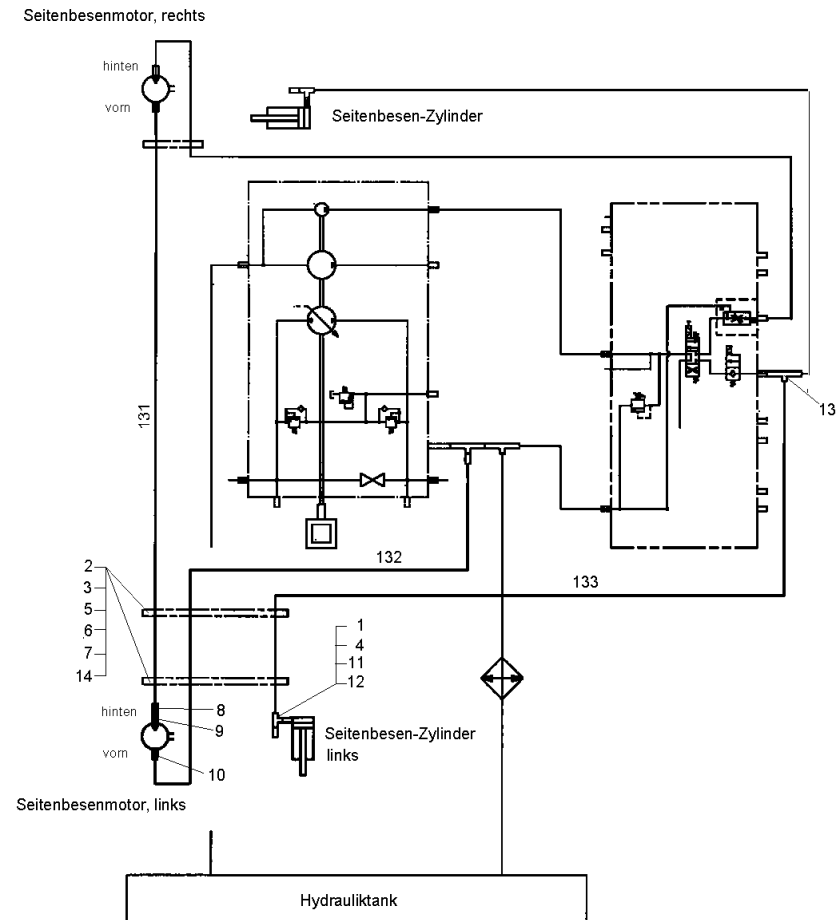 Seitenbesenmotor, rechts
hinten
vorn
Seitenbesen-Zylinder
131
13
132
133
2
3
5
6
7
14
1
4
11
12
hinten
8
9
vorn
10
Seitenbesen-Zylinder
links
Seitenbesenmotor, links
Hydrauliktank